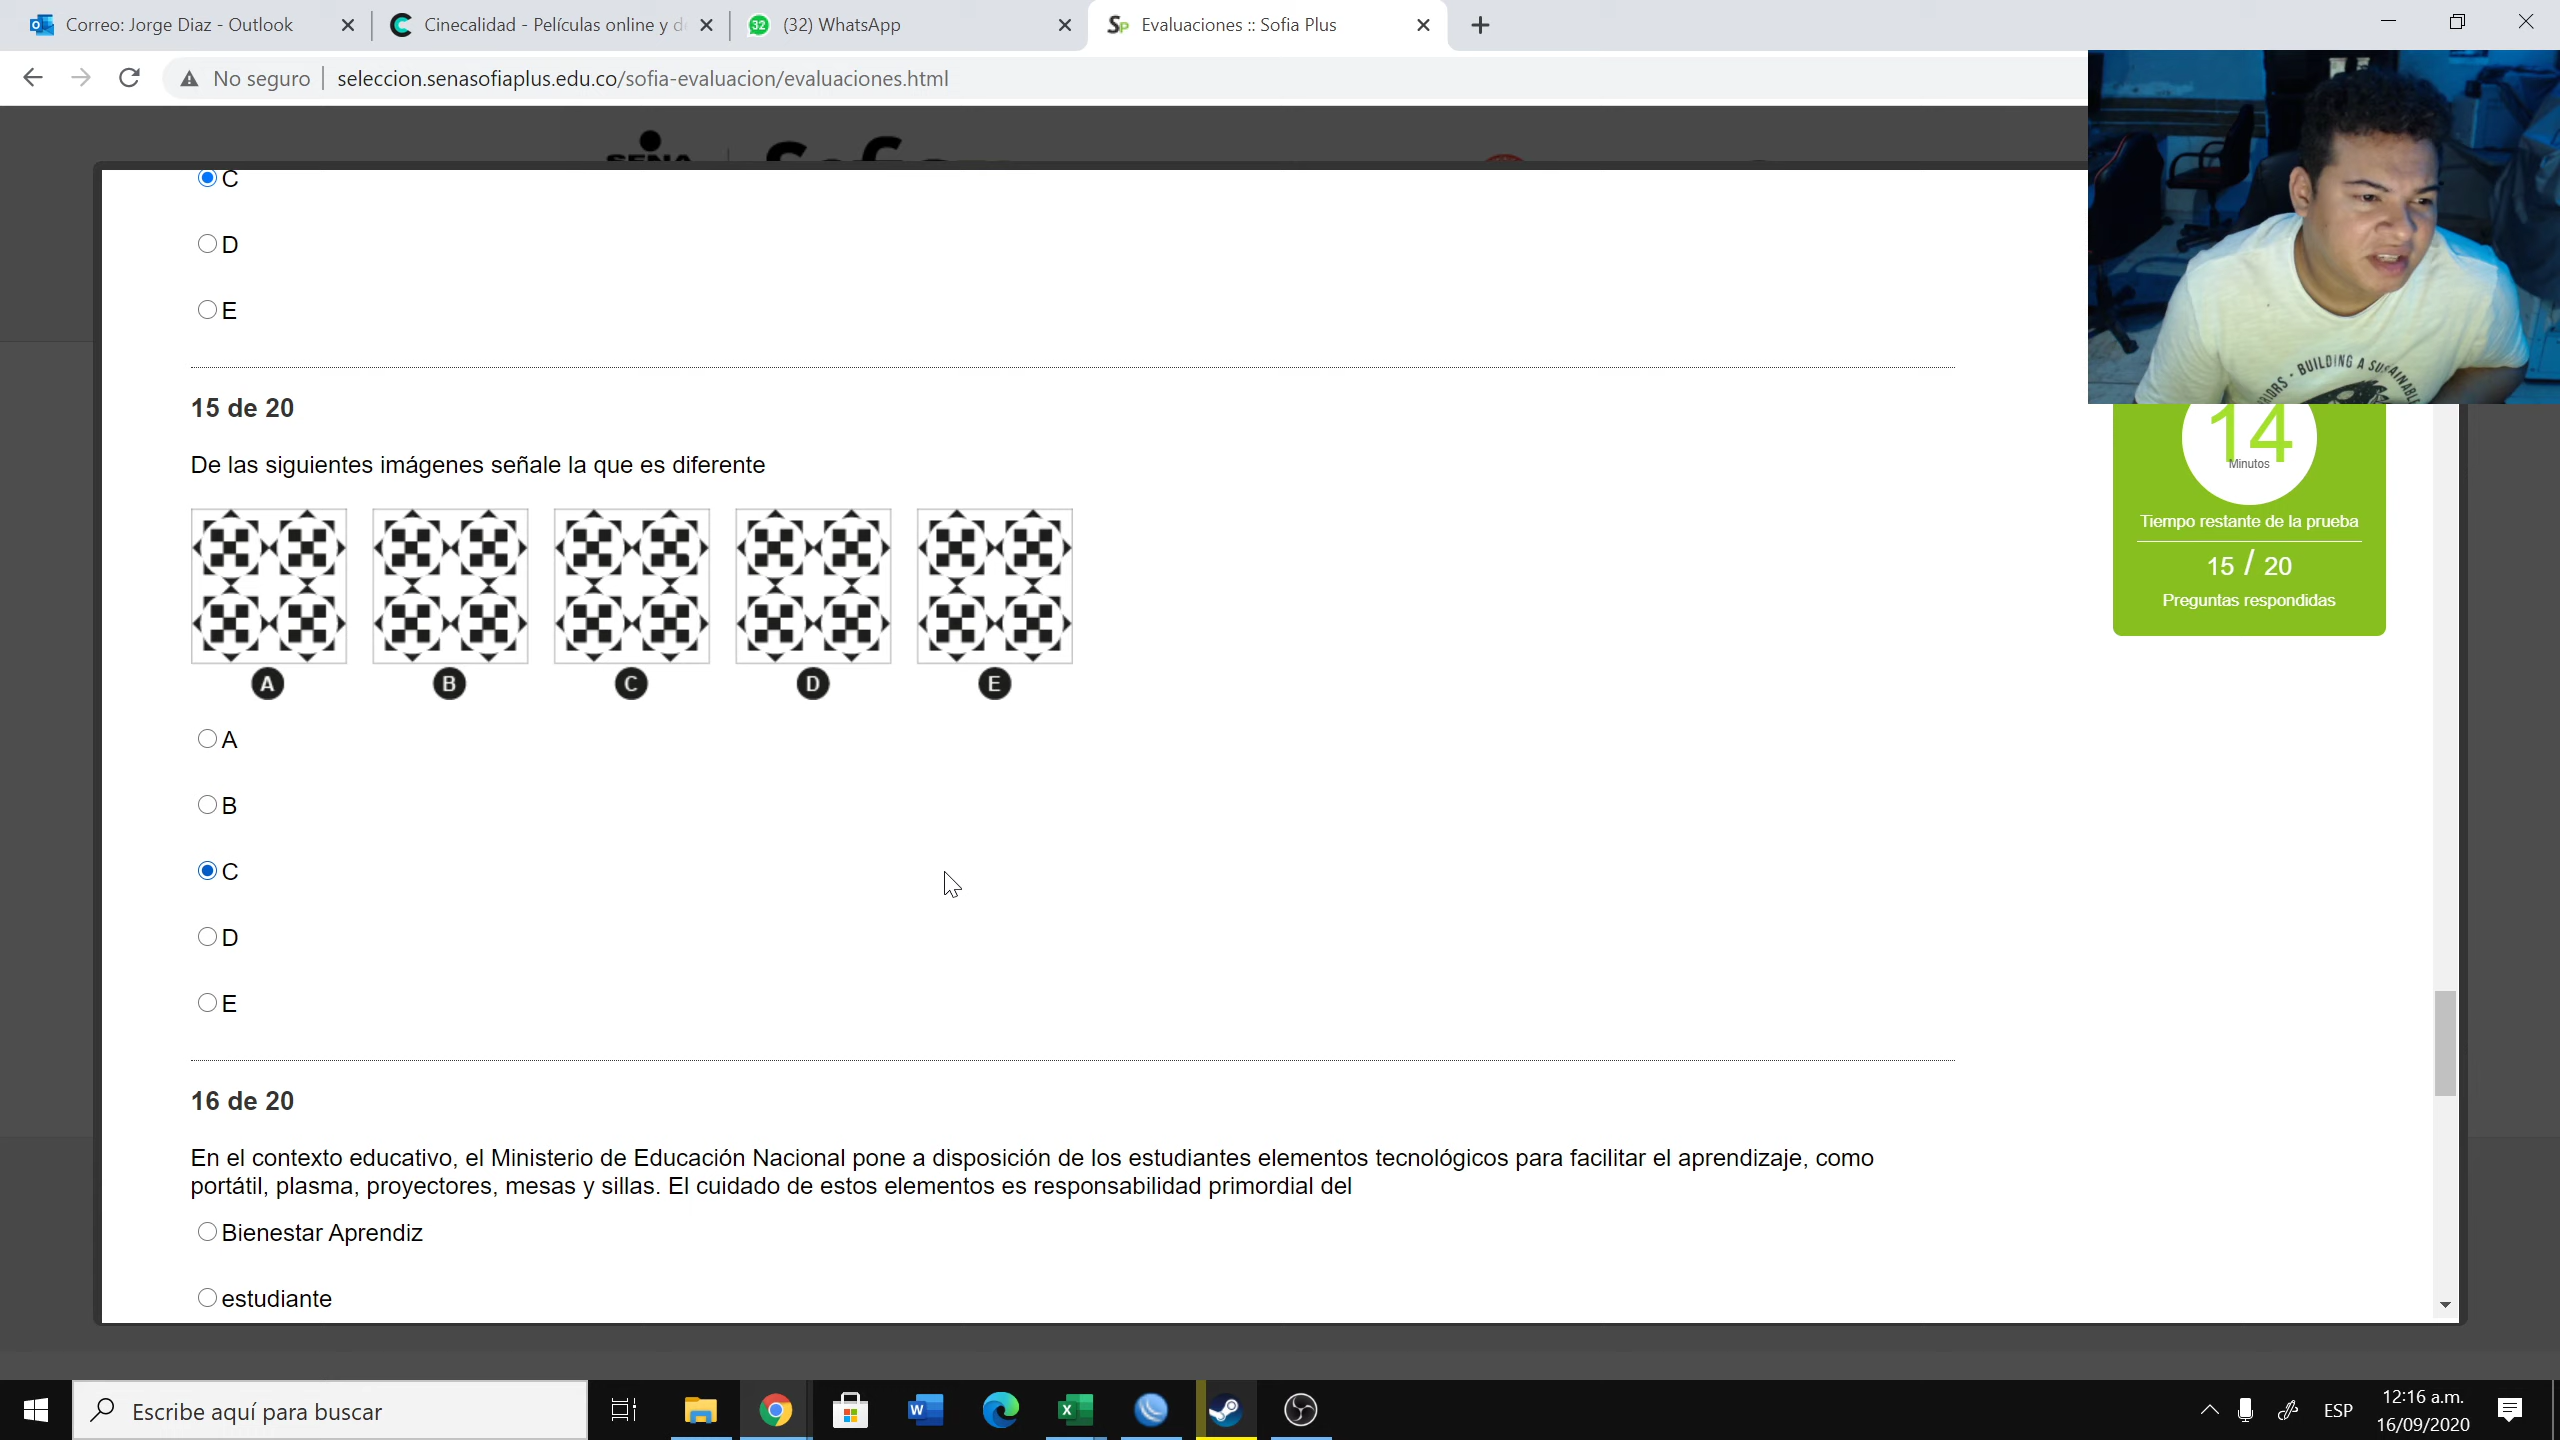 Correo: Jorge Diaz - Outlook
Cinecalidad - Películas online y d
(32) WhatsApp
Evaluaciones :: Sofia Plus
No seguro
seleccion.senasofiaplus.edu.co/sofia-evaluacion/evaluaciones.html
C
D
E
15 de 20
De las siguientes imágenes señale la que es diferente
A B C D E
A
B
C
D
E
16 de 20
En el contexto educativo, el Ministerio de Educación Nacional pone a disposición de los estudiantes elementos tecnológicos para facilitar el aprendizaje, como
portátil, plasma, proyectores, mesas y sillas. El cuidado de estos elementos es responsabilidad primordial del
Bienestar Aprendiz
estudiante
BUILDING A
14
Minutos
Tiempo restante de la prueba
15 / 20
Preguntas respondidas
Escribe aquí para buscar
ESP
12:16 a.m.
16/09/2020